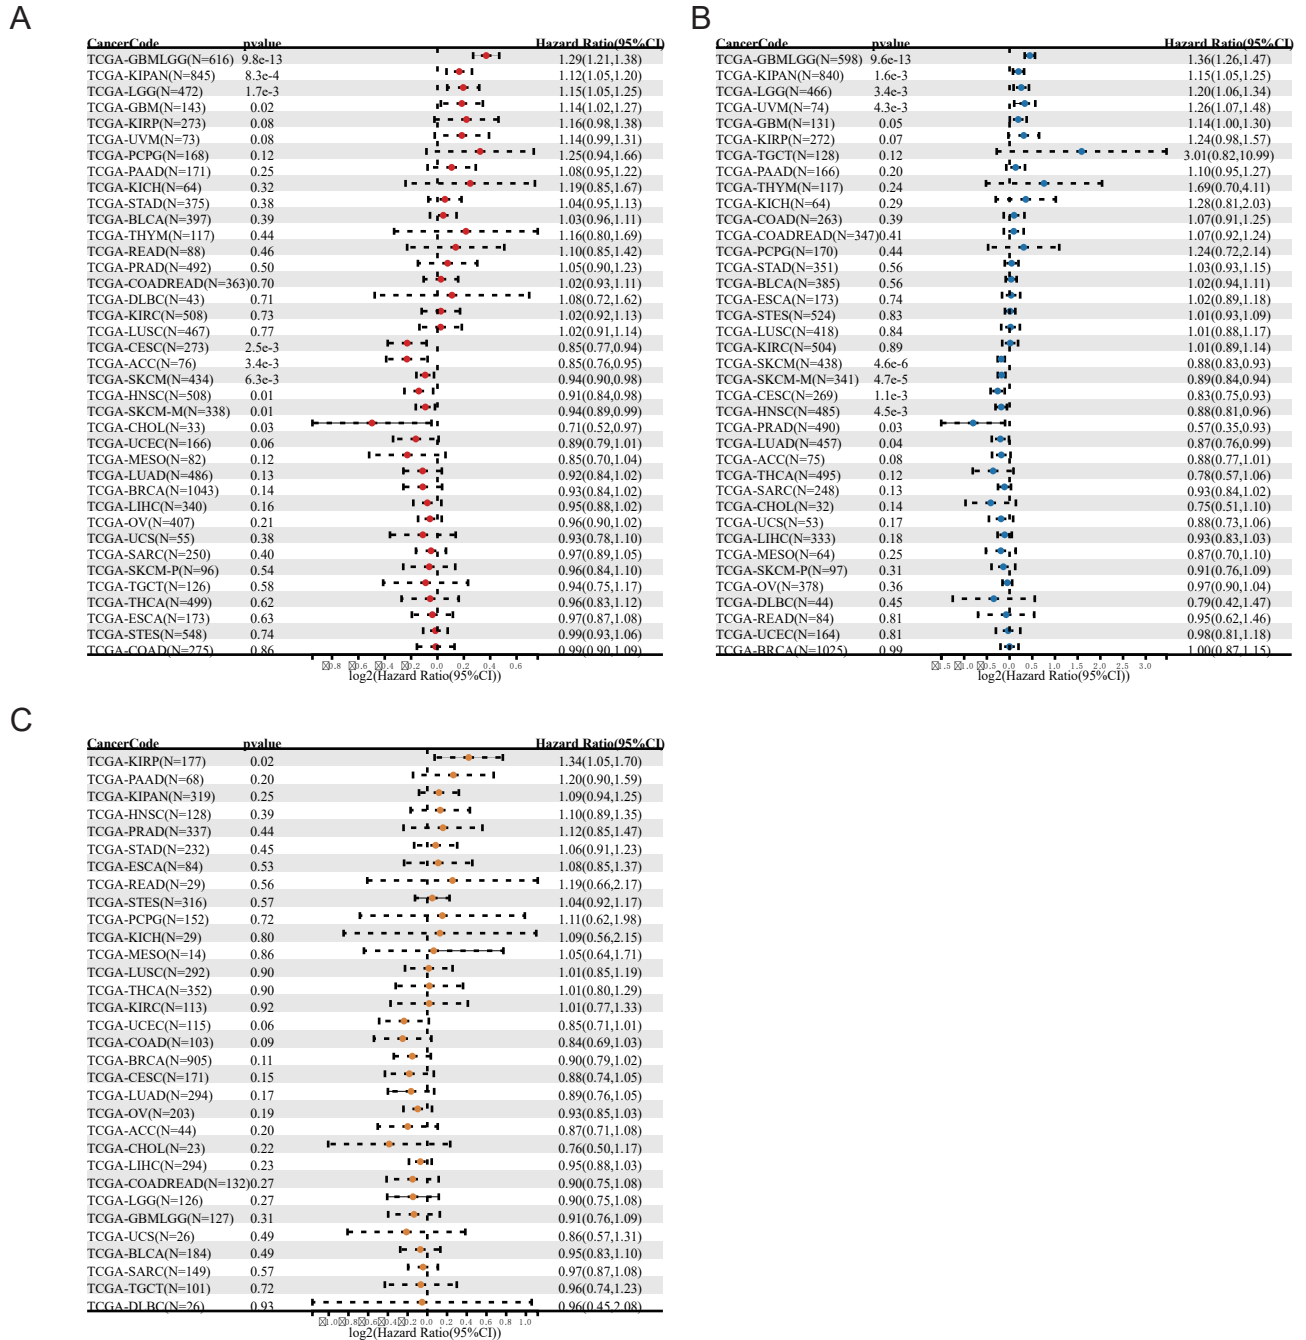 A
CancerCode pvalue Hazard Ratio(95%CI)
TCGA-GBMLGG(N=616) 9.8e-13 1.29(1.21,1.38)
TCGA-KIPAN(N=845) 8.3e-4 1.12(1.05,1.20)
TCGA-LGG(N=472) 1.7e-3 1.15(1.05,1.25)
TCGA-GBM(N=143) 0.02 1.14(1.02,1.27)
TCGA-KIRP(N=273) 0.08 1.16(0.98,1.38)
TCGA-UVM(N=73) 0.08 1.14(0.99,1.31)
TCGA-PCPG(N=168) 0.12 1.25(0.94,1.66)
TCGA-PAAD(N=171) 0.25 1.08(0.95,1.22)
TCGA-KICH(N=64) 0.32 1.19(0.85,1.67)
TCGA-STAD(N=375) 0.38 1.04(0.95,1.13)
TCGA-BLCA(N=397) 0.39 1.03(0.96,1.11)
TCGA-THYM(N=117) 0.44 1.16(0.80,1.69)
TCGA-READ(N=88) 0.46 1.10(0.85,1.42)
TCGA-PRAD(N=492) 0.50 1.05(0.90,1.23)
TCGA-COADREAD(N=363)0.70 1.02(0.93,1.11)
TCGA-DLBC(N=43) 0.71 1.08(0.72,1.62)
TCGA-KIRC(N=508) 0.73 1.02(0.92,1.13)
TCGA-LUSC(N=467) 0.77 1.02(0.91,1.14)
TCGA-CESC(N=273) 2.5e-3 0.85(0.77,0.94)
TCGA-ACC(N=76) 3.4e-3 0.85(0.76,0.95)
TCGA-SKCM(N=434) 6.3e-3 0.94(0.90,0.98)
TCGA-HNSC(N=508) 0.01 0.91(0.84,0.98)
TCGA-SKCM-M(N=338) 0.01 0.94(0.89,0.99)
TCGA-CHOL(N=33) 0.03 0.71(0.52,0.97)
TCGA-UCEC(N=166) 0.06 0.89(0.79,1.01)
TCGA-MESO(N=82) 0.12 0.85(0.70,1.04)
TCGA-LUAD(N=486) 0.13 0.92(0.84,1.02)
TCGA-BRCA(N=1043) 0.14 0.93(0.84,1.02)
TCGA-LIHC(N=340) 0.16 0.95(0.88,1.02)
TCGA-OV(N=407) 0.21 0.96(0.90,1.02)
TCGA-UCS(N=55) 0.38 0.93(0.78,1.10)
TCGA-SARC(N=250) 0.40 0.97(0.89,1.05)
TCGA-SKCM-P(N=96) 0.54 0.96(0.84,1.10)
TCGA-TGCT(N=126) 0.58 0.94(0.75,1.17)
TCGA-THCA(N=499) 0.62 0.96(0.83,1.12)
TCGA-ESCA(N=173) 0.63 0.97(0.87,1.08)
TCGA-STES(N=548) 0.74 0.99(0.93,1.06)
TCGA-COAD(N=275) 0.86 0.99(0.90,1.09)
0.8 0.6 0.4 0.2 0.0 0.2 0.4 0.6
log2(Hazard Ratio(95%CI))
B
CancerCode pvalue Hazard Ratio(95%CI)
TCGA-GBMLGG(N=598) 9.6e-13 1.36(1.26,1.47)
TCGA-KIPAN(N=840) 1.6e-3 1.15(1.05,1.25)
TCGA-LGG(N=466) 3.4e-3 1.20(1.06,1.34)
TCGA-UVM(N=74) 4.3e-3 1.26(1.07,1.48)
TCGA-GBM(N=131) 0.05 1.14(1.00,1.30)
TCGA-KIRP(N=272) 0.07 1.24(0.98,1.57)
TCGA-TGCT(N=128) 0.12 3.01(0.82,10.99)
TCGA-PAAD(N=166) 0.20 1.10(0.95,1.27)
TCGA-THYM(N=117) 0.24 1.69(0.70,4.11)
TCGA-KICH(N=64) 0.29 1.28(0.81,2.03)
TCGA-COAD(N=263) 0.39 1.07(0.91,1.25)
TCGA-COADREAD(N=347)0.41 1.07(0.92,1.24)
TCGA-PCPG(N=170) 0.44 1.24(0.72,2.14)
TCGA-STAD(N=351) 0.56 1.03(0.93,1.15)
TCGA-BLCA(N=385) 0.56 1.02(0.94,1.11)
TCGA-ESCA(N=173) 0.74 1.02(0.89,1.18)
TCGA-STES(N=524) 0.83 1.01(0.93,1.09)
TCGA-LUSC(N=418) 0.84 1.01(0.88,1.17)
TCGA-KIRC(N=504) 0.89 1.01(0.89,1.14)
TCGA-SKCM(N=438) 4.6e-6 0.88(0.83,0.93)
TCGA-SKCM-M(N=341) 4.7e-5 0.89(0.84,0.94)
TCGA-CESC(N=269) 1.1e-3 0.83(0.75,0.93)
TCGA-HNSC(N=485) 4.5e-3 0.88(0.81,0.96)
TCGA-PRAD(N=490) 0.03 0.57(0.35,0.93)
TCGA-LUAD(N=457) 0.04 0.87(0.76,0.99)
TCGA-ACC(N=75) 0.08 0.88(0.77,1.01)
TCGA-THCA(N=495) 0.12 0.78(0.57,1.06)
TCGA-SARC(N=248) 0.13 0.93(0.84,1.02)
TCGA-CHOL(N=32) 0.14 0.75(0.51,1.10)
TCGA-UCS(N=53) 0.17 0.88(0.73,1.06)
TCGA-LIHC(N=333) 0.18 0.93(0.83,1.03)
TCGA-MESO(N=64) 0.25 0.87(0.70,1.10)
TCGA-SKCM-P(N=97) 0.31 0.91(0.76,1.09)
TCGA-OV(N=378) 0.36 0.97(0.90,1.04)
TCGA-DLBC(N=44) 0.45 0.79(0.42,1.47)
TCGA-READ(N=84) 0.81 0.95(0.62,1.46)
TCGA-UCEC(N=164) 0.81 0.98(0.81,1.18)
TCGA-BRCA(N=1025) 0.99 1.00(0.87,1.15)
1.5 1.0 0.5 0.0 0.5 1.0 1.5 2.0 2.5 3.0
log2(Hazard Ratio(95%CI))
C
CancerCode pvalue Hazard Ratio(95%CI)
TCGA-KIRP(N=177) 0.02 1.34(1.05,1.70)
TCGA-PAAD(N=68) 0.20 1.20(0.90,1.59)
TCGA-KIPAN(N=319) 0.25 1.09(0.94,1.25)
TCGA-HNSC(N=128) 0.39 1.10(0.89,1.35)
TCGA-PRAD(N=337) 0.44 1.12(0.85,1.47)
TCGA-STAD(N=232) 0.45 1.06(0.91,1.23)
TCGA-ESCA(N=84) 0.53 1.08(0.85,1.37)
TCGA-READ(N=29) 0.56 1.19(0.66,2.17)
TCGA-STES(N=316) 0.57 1.04(0.92,1.17)
TCGA-PCPG(N=152) 0.72 1.11(0.62,1.98)
TCGA-KICH(N=29) 0.80 1.09(0.56,2.15)
TCGA-MESO(N=14) 0.86 1.05(0.64,1.71)
TCGA-LUSC(N=292) 0.90 1.01(0.85,1.19)
TCGA-THCA(N=352) 0.90 1.01(0.80,1.29)
TCGA-KIRC(N=113) 0.92 1.01(0.77,1.33)
TCGA-UCEC(N=115) 0.06 0.85(0.71,1.01)
TCGA-COAD(N=103) 0.09 0.84(0.69,1.03)
TCGA-BRCA(N=905) 0.11 0.90(0.79,1.02)
TCGA-CESC(N=171) 0.15 0.88(0.74,1.05)
TCGA-LUAD(N=294) 0.17 0.89(0.76,1.05)
TCGA-OV(N=203) 0.19 0.93(0.85,1.03)
TCGA-ACC(N=44) 0.20 0.87(0.71,1.08)
TCGA-CHOL(N=23) 0.22 0.76(0.50,1.17)
TCGA-LIHC(N=294) 0.23 0.95(0.88,1.03)
TCGA-COADREAD(N=132)0.27 0.90(0.75,1.08)
TCGA-LGG(N=126) 0.27 0.90(0.75,1.08)
TCGA-GBMLGG(N=127) 0.31 0.91(0.76,1.09)
TCGA-UCS(N=26) 0.49 0.86(0.57,1.31)
TCGA-BLCA(N=184) 0.49 0.95(0.83,1.10)
TCGA-SARC(N=149) 0.57 0.97(0.87,1.08)
TCGA-TGCT(N=101) 0.72 0.96(0.74,1.23)
TCGA-DLBC(N=26) 0.93 0.96(0.45,2.08)
1.0 0.8 0.6 0.4 0.2 0.0 0.2 0.4 0.6 0.8 1.0
log2(Hazard Ratio(95%CI))